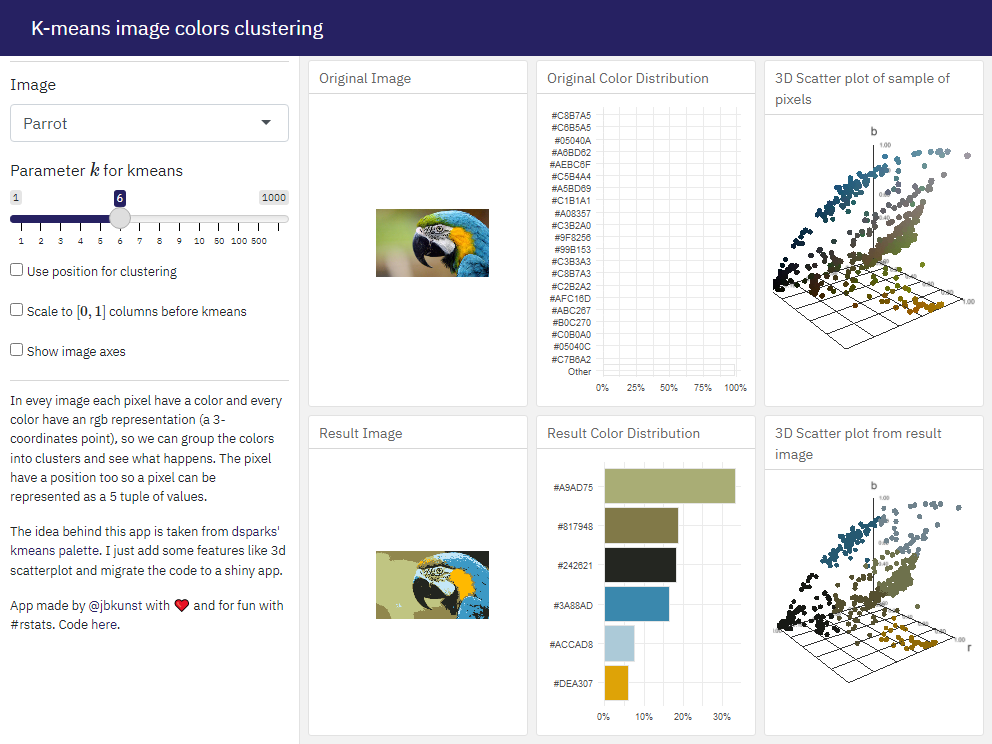 K-means image colors clustering
Image
Parrot
Parameter k for kmeans
1
6
1000
1 2 3 4 5 6 7 8 9 10 50 100 500
Use position for clustering
Scale to [0, 1] columns before kmeans
Show image axes
In evey image each pixel have a color and every
color have an rgb representation (a 3-
coordinates point), so we can group the colors
into clusters and see what happens. The pixel
have a position too so a pixel can be
represented as a 5 tuple of values.
The idea behind this app is taken from dsparks'
kmeans palette. I just add some features like 3d
scatterplot and migrate the code to a shiny app.
App made by @jbkunst with ❤ and for fun with
#rstats. Code here.
Original Image
Original Color Distribution
#C8B7A5
#C6B5A5
#05040A
#A6BD62
#AEBC6F
#C5B4A4
#A5BD69
#C1B1A1
#A08357
#C3B2A0
#9F8256
#99B153
#C3B3A3
#C8B7A3
#C2B2A2
#AFC16D
#ABC267
#B0C270
#C0B0A0
#05040C
#C7B6A2
Other
0% 25% 50% 75% 100%
3D Scatter plot of sample of
pixels
b
1.00
1.00
Result Image
Result Color Distribution
#A9AD75
#817948
#242621
#3A88AD
#ACCAD8
#DEA307
0% 10% 20% 30%
3D Scatter plot from result
image
b
1.00
1.00
r